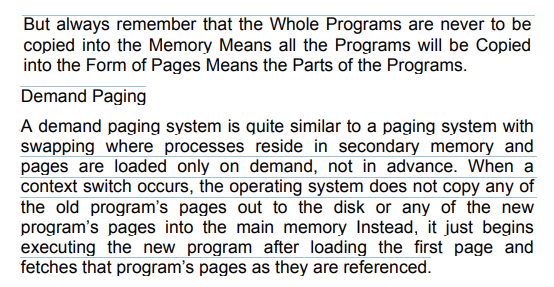 But always remember that the Whole Programs are never to be
copied into the Memory Means all the Programs will be Copied
into the Form of Pages Means the Parts of the Programs.
Demand Paging
A demand paging system is quite similar to a paging system with
swapping where processes reside in secondary memory and
pages are loaded only on demand, not in advance. When a
context switch occurs, the operating system does not copy any of
the old program’s pages out to the disk or any of the new
program’s pages into the main memory Instead, it just begins
executing the new program after loading the first page and
fetches that program’s pages as they are referenced.